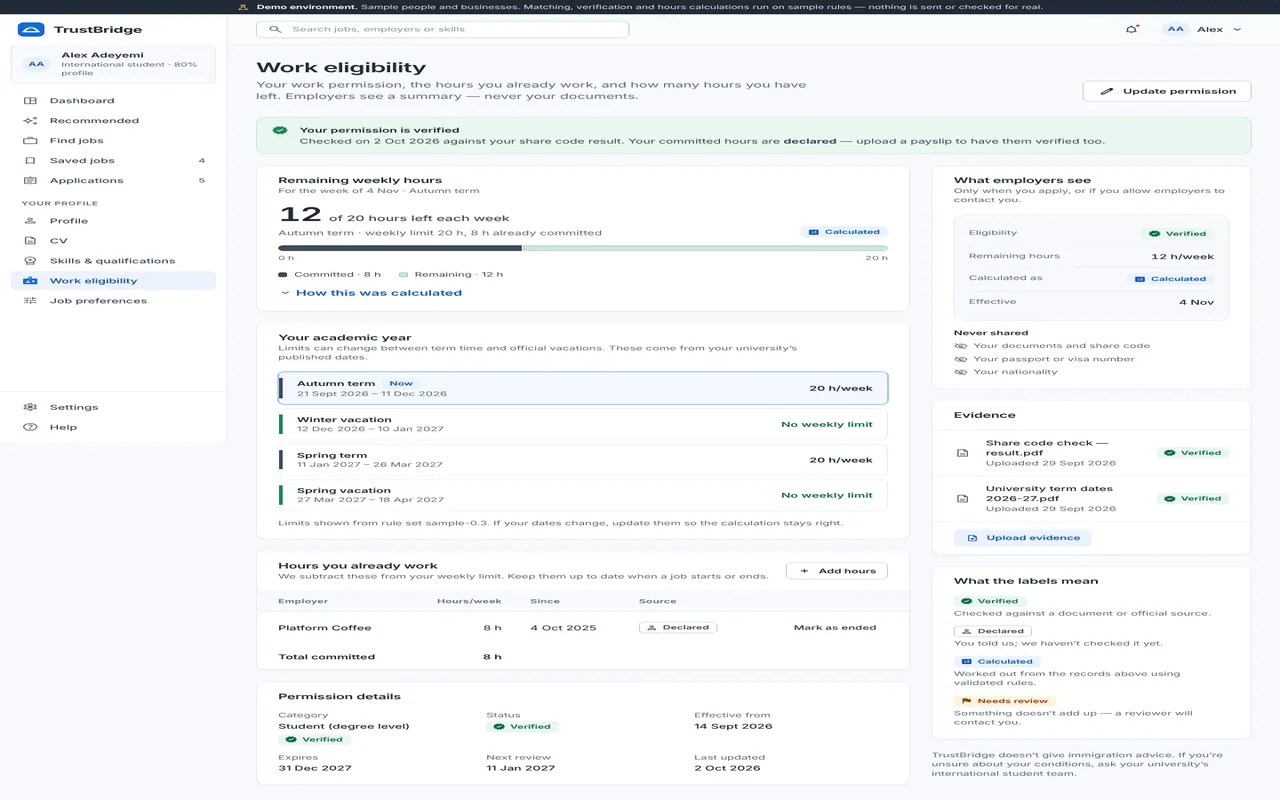 Demo environment. Sample people and businesses. Matching, verification and hours calculations run on sample rules — nothing is sent or checked for real.
TrustBridge
Search jobs, employers or skills
AA
Alex
AA
Alex Adeyemi
International student · 80%
profile
Dashboard
Recommended
Find jobs
Saved jobs 4
Applications 5
YOUR PROFILE
Profile
CV
Skills & qualifications
Work eligibility
Job preferences
Settings
Help
Work eligibility
Your work permission, the hours you already work, and how many hours you have
left. Employers see a summary — never your documents.
Update permission
Your permission is verified
Checked on 2 Oct 2026 against your share code result. Your committed hours are declared — upload a payslip to have them verified too.
Remaining weekly hours
For the week of 4 Nov · Autumn term
12 of 20 hours left each week
Autumn term · weekly limit 20 h, 8 h already committed
Calculated
0 h
20 h
Committed · 8 h
Remaining · 12 h
How this was calculated
Your academic year
Limits can change between term time and official vacations. These come from your university's
published dates.
Autumn term Now
21 Sept 2026 – 11 Dec 2026
20 h/week
Winter vacation
12 Dec 2026 – 10 Jan 2027
No weekly limit
Spring term
11 Jan 2027 – 26 Mar 2027
20 h/week
Spring vacation
27 Mar 2027 – 18 Apr 2027
No weekly limit
Limits shown from rule set sample-0.3. If your dates change, update them so the calculation stays right.
Hours you already work
We subtract these from your weekly limit. Keep them up to date when a job starts or ends.
Add hours
Employer Hours/week Since Source
Platform Coffee 8 h 4 Oct 2025 Declared Mark as ended
Total committed 8 h
Permission details
Category
Student (degree level)
Verified
Status
Verified
Effective from
14 Sept 2026
Expires
31 Dec 2027
Next review
11 Jan 2027
Last updated
2 Oct 2026
What employers see
Only when you apply, or if you allow employers to
contact you.
Eligibility Verified
Remaining hours 12 h/week
Calculated as Calculated
Effective 4 Nov
Never shared
Your documents and share code
Your passport or visa number
Your nationality
Evidence
Share code check —
result.pdf
Uploaded 29 Sept 2026
Verified
University term dates
2026-27.pdf
Uploaded 29 Sept 2026
Verified
Upload evidence
What the labels mean
Verified
Checked against a document or official source.
Declared
You told us; we haven't checked it yet.
Calculated
Worked out from the records above using
validated rules.
Needs review
Something doesn't add up — a reviewer will
contact you.
TrustBridge doesn't give immigration advice. If you're
unsure about your conditions, ask your university's
international student team.